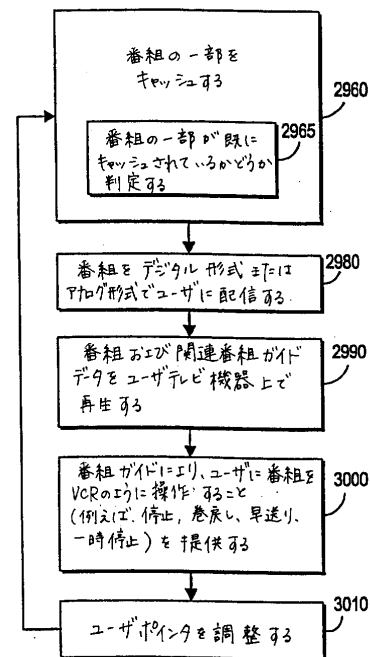 番組の一部を
キャッシュする
2960
2965
番組の一部が既に
キャッシュされているかどうか
判定する
2980
番組をデジタル形式または
アナログ形式でユーザに配信する.
2990
番組および関連番組ガイド
データをユーザテレビ機器上で
再生する
3000
番組ガイドにより、ユーザに番組を
VCRのように操作すること
(例えば、停止, 巻戻し、早送り、
一時停止)を提供する
3010
ユーザポインタを調整する